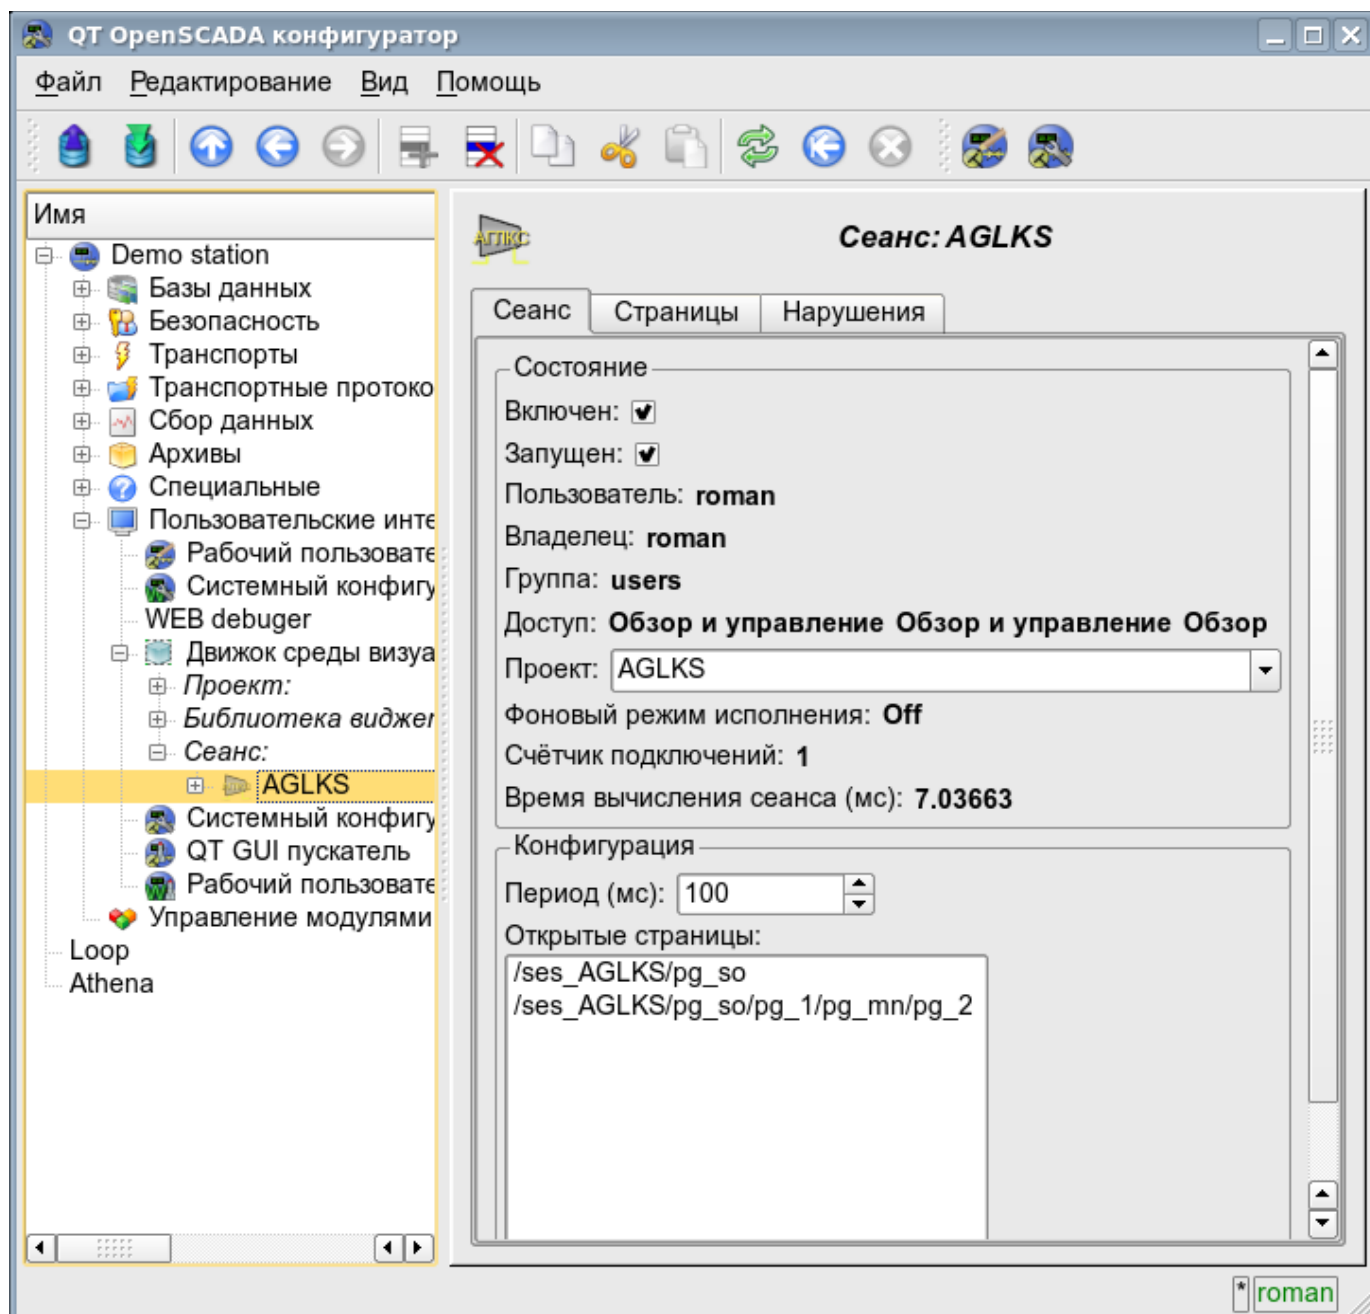 QT OpenSCADA конфигуратор
Файл Редактирование Вид Помощь
Имя
Demo station
Базы данных
Безопасность
Транспорты
Транспортные протоко
Сбор данных
Архивы
Специальные
Пользовательские инте
Рабочий пользовате
Системный конфигу
WEB debuger
Движок среды визуа
Проект:
Библиотека виджет
Сеанс:
AGLKS
Системный конфигу
QT GUI пускатель
Рабочий пользовате
Управление модулями
Loop
Athena
АГЛКС
Сеанс: AGLKS
Сеанс Страницы Нарушения
Состояние
Включен:
Запущен:
Пользователь: roman
Владелец: roman
Группа: users
Доступ: Обзор и управление Обзор и управление Обзор
Проект: AGLKS
Фоновый режим исполнения: Off
Счётчик подключений: 1
Время вычисления сеанса (мс): 7.03663
Конфигурация
Период (мс): 100
Открытые страницы:
/ses_AGLKS/pg_so
/ses_AGLKS/pg_so/pg_1/pg_mn/pg_2
* roman